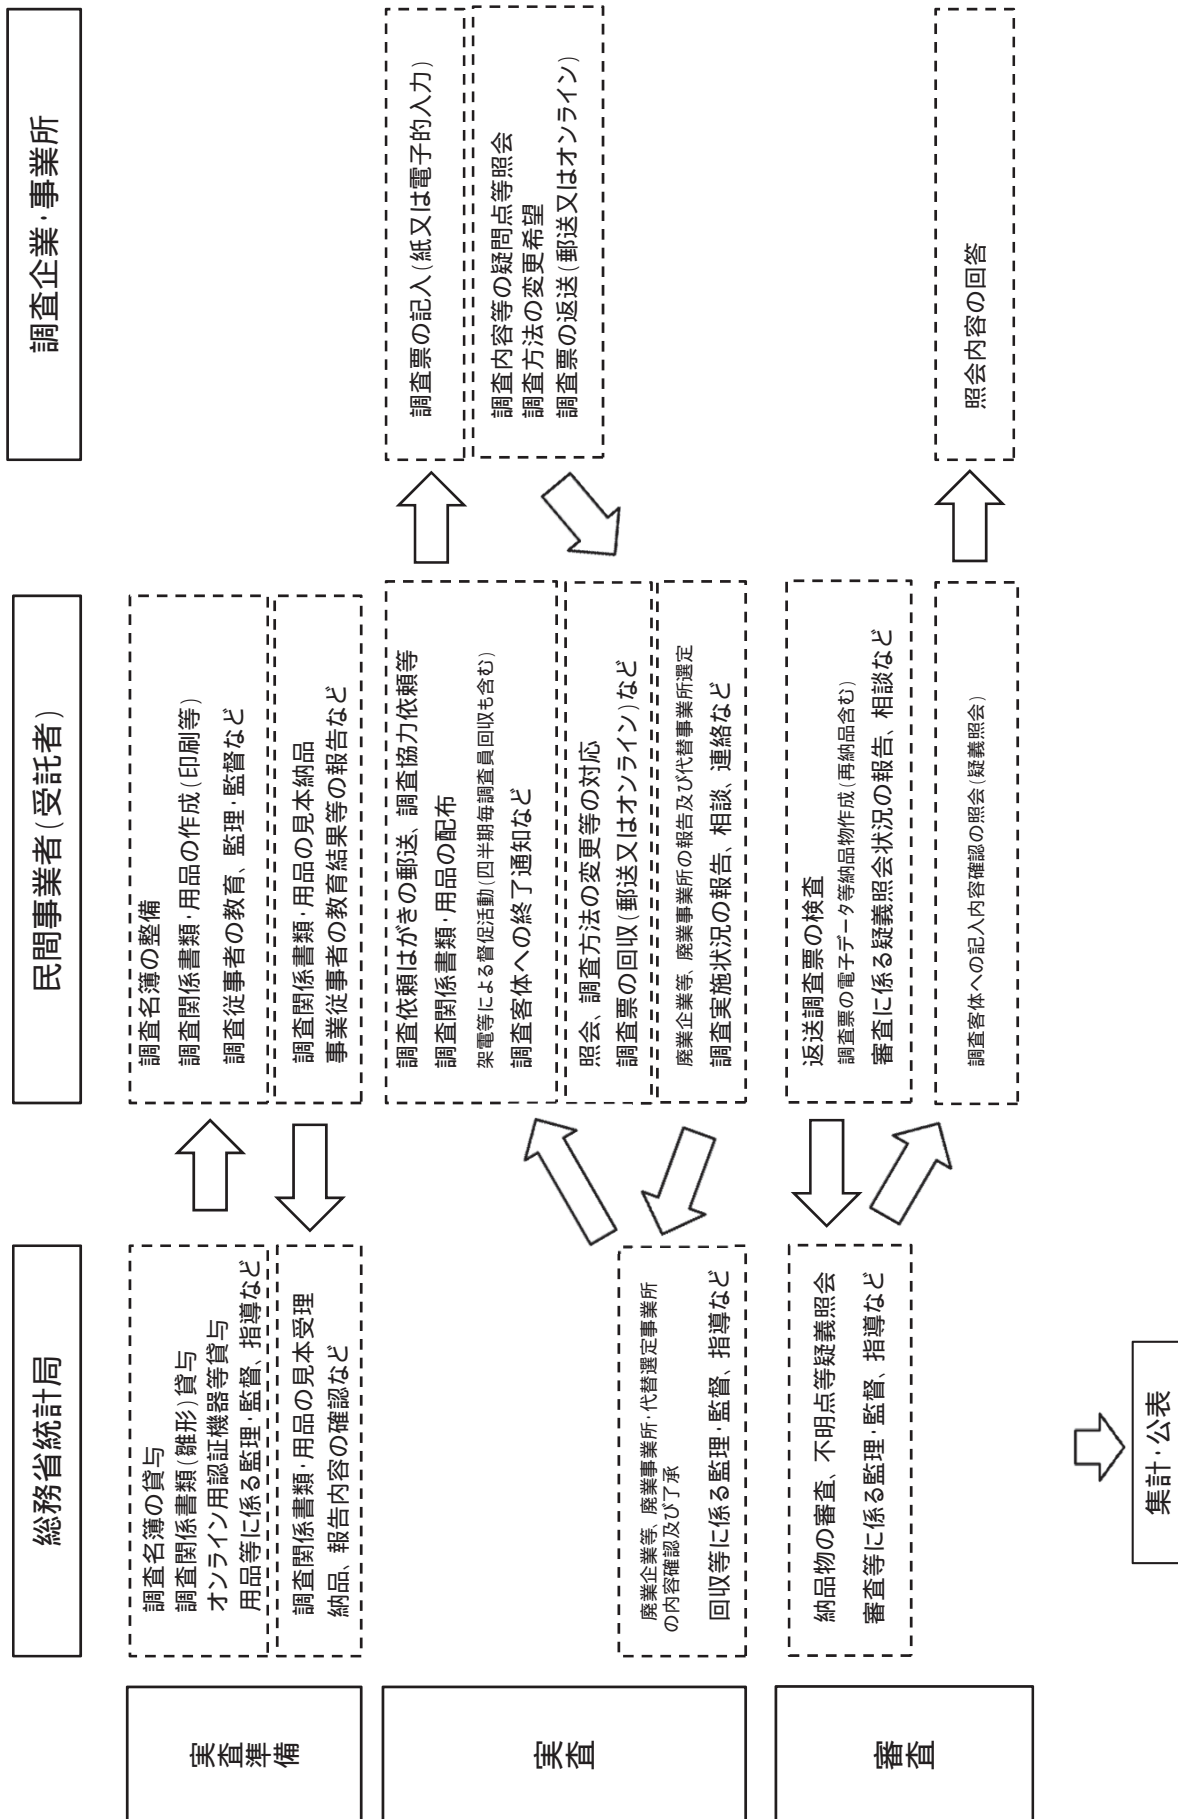 総務省統計局
民間事業者(受託者)
調査企業・事業所
実査準備
調査名簿の貸与
調査関係書類(雛形)貸与
オンライン用認証機器等貸与
用品等に係る監理・監督、指導など
調査関係書類・用品の見本受理
納品、報告内容の確認など
調査名簿の整備
調査関係書類・用品の作成(印刷等)
調査従事者の教育、監理・監督など
調査関係書類・用品の見本納品
事業従事者の教育結果等の報告など
実査
廃業企業等、廃業事業所・代替選定事業所
の内容確認及び了承
回収等に係る監理・監督、指導など
調査依頼はがきの郵送、調査協力依頼等
調査関係書類・用品の配布
架電等による督促活動(四半期毎調査員回収も含む)
調査客体への終了通知など
照会、調査方法の変更等の対応
調査票の回収(郵送又はオンライン)など
廃業企業等、廃業事業所の報告及び代替事業所選定
調査実施状況の報告、相談、連絡など
調査票の記入(紙又は電子的入力)
調査内容等の疑問点等照会
調査方法の変更希望
調査票の返送(郵送又はオンライン)
審査
納品物の審査、不明点等疑義照会
審査等に係る監理・監督、指導など
返送調査票の検査
調査票の電子データ等納品物作成(再納品含む)
審査に係る疑義照会状況の報告、相談など
調査客体への記入内容確認の照会(疑義照会)
照会内容の回答
集計・公表